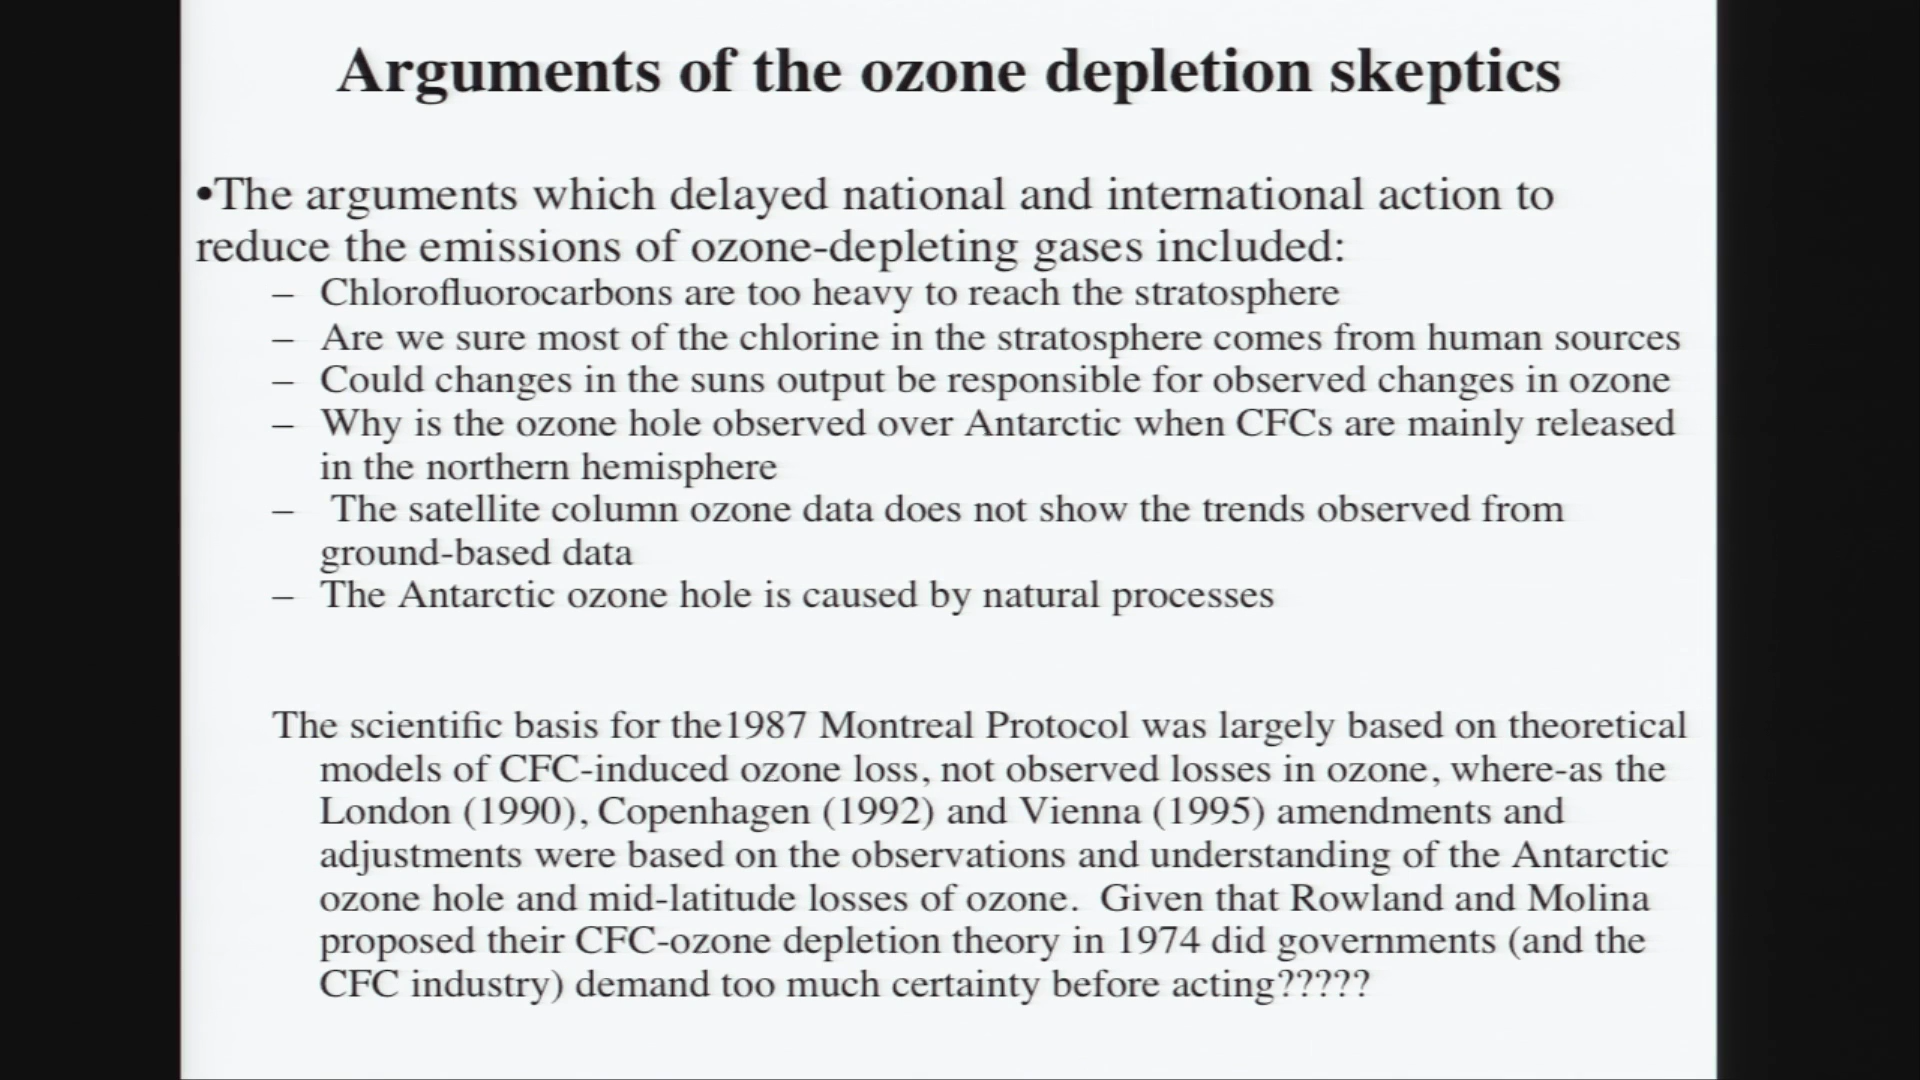 Arguments of the ozone depletion skeptics
•The arguments which delayed national and international action to
reduce the emissions of ozone-depleting gases included:
– Chlorofluorocarbons are too heavy to reach the stratosphere
– Are we sure most of the chlorine in the stratosphere comes from human sources
– Could changes in the suns output be responsible for observed changes in ozone
– Why is the ozone hole observed over Antarctic when CFCs are mainly released
in the northern hemisphere
– The satellite column ozone data does not show the trends observed from
ground-based data
– The Antarctic ozone hole is caused by natural processes
The scientific basis for the1987 Montreal Protocol was largely based on theoretical
models of CFC-induced ozone loss, not observed losses in ozone, where-as the
London (1990), Copenhagen (1992) and Vienna (1995) amendments and
adjustments were based on the observations and understanding of the Antarctic
ozone hole and mid-latitude losses of ozone. Given that Rowland and Molina
proposed their CFC-ozone depletion theory in 1974 did governments (and the
CFC industry) demand too much certainty before acting?????